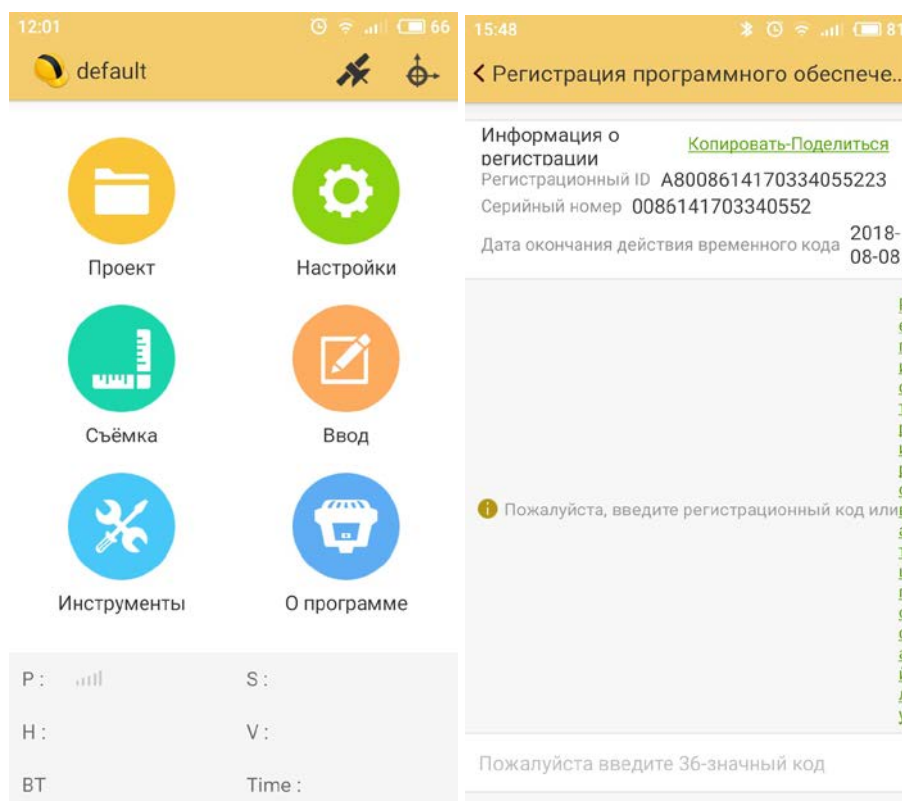 12:01
66
default
Проект
Настройки
Съёмка
Ввод
Инструменты
О программе
P :
S :
H :
V :
BT
Time :
15:48
81
Регистрация программного обеспече..
Информация о
регистрации
Копировать-Поделиться
Регистрационный ID A8008614170334055223
Серийный номер 0086141703340552
Дата окончания действия временного кода
2018-
08-08
Пожалуйста, введите регистрационный код или
Пожалуйста введите 36-значный код